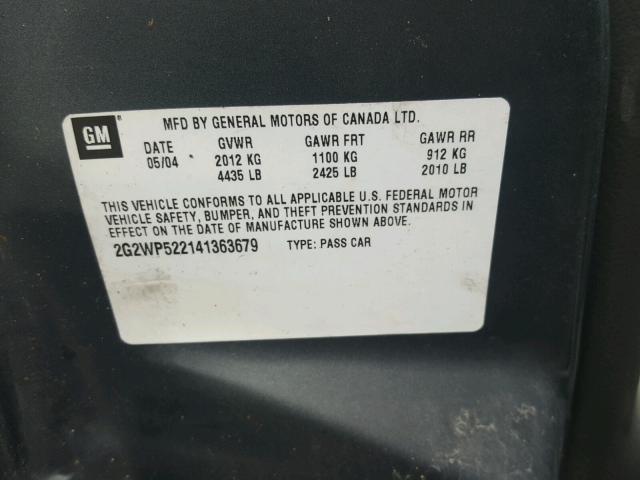 GM
MFD BY GENERAL MOTORS OF CANADA LTD.
DATE GVWR GAWR FRT GAWR RR
05/04 2012 KG 1100 KG 912 KG
4435 LB 2425 LB 2010 LB
THIS VEHICLE CONFORMS TO ALL APPLICABLE U.S. FEDERAL MOTOR
VEHICLE SAFETY, BUMPER, AND THEFT PREVENTION STANDARDS IN
EFFECT ON THE DATE OF MANUFACTURE SHOWN ABOVE.
2G2WP522141363679 TYPE: PASS CAR